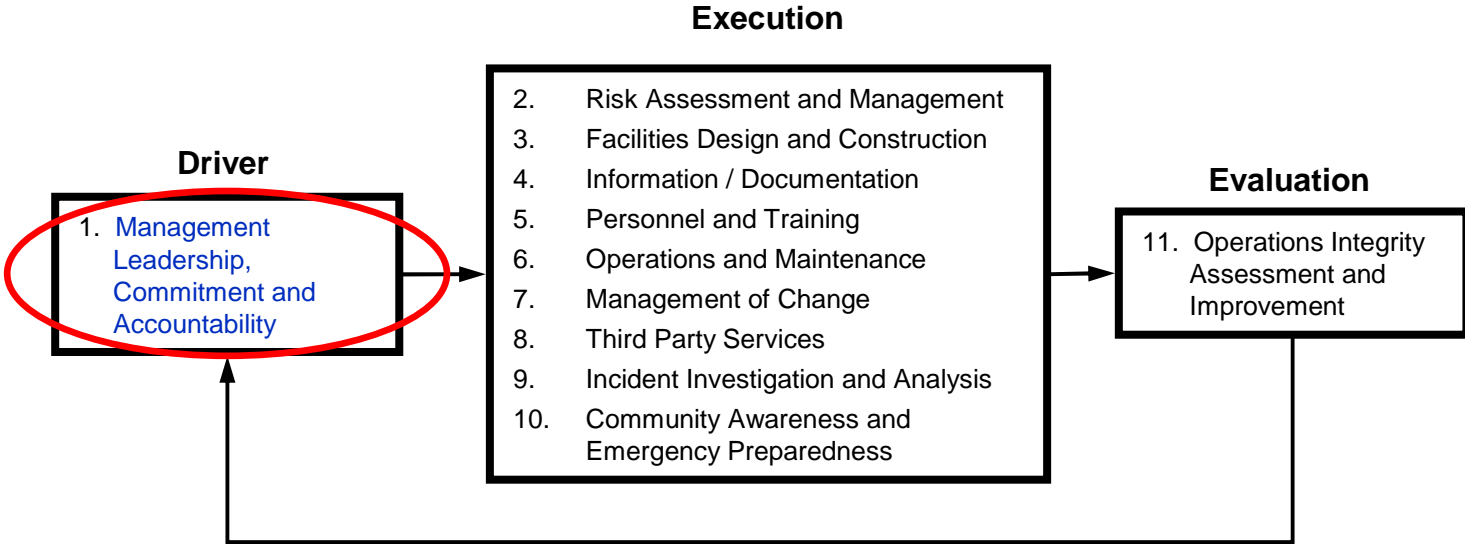 Execution
Driver
1. Management
Leadership,
Commitment and
Accountability
2. Risk Assessment and Management
3. Facilities Design and Construction
4. Information / Documentation
5. Personnel and Training
6. Operations and Maintenance
7. Management of Change
8. Third Party Services
9. Incident Investigation and Analysis
10. Community Awareness and
Emergency Preparedness
Evaluation
11. Operations Integrity
Assessment and
Improvement